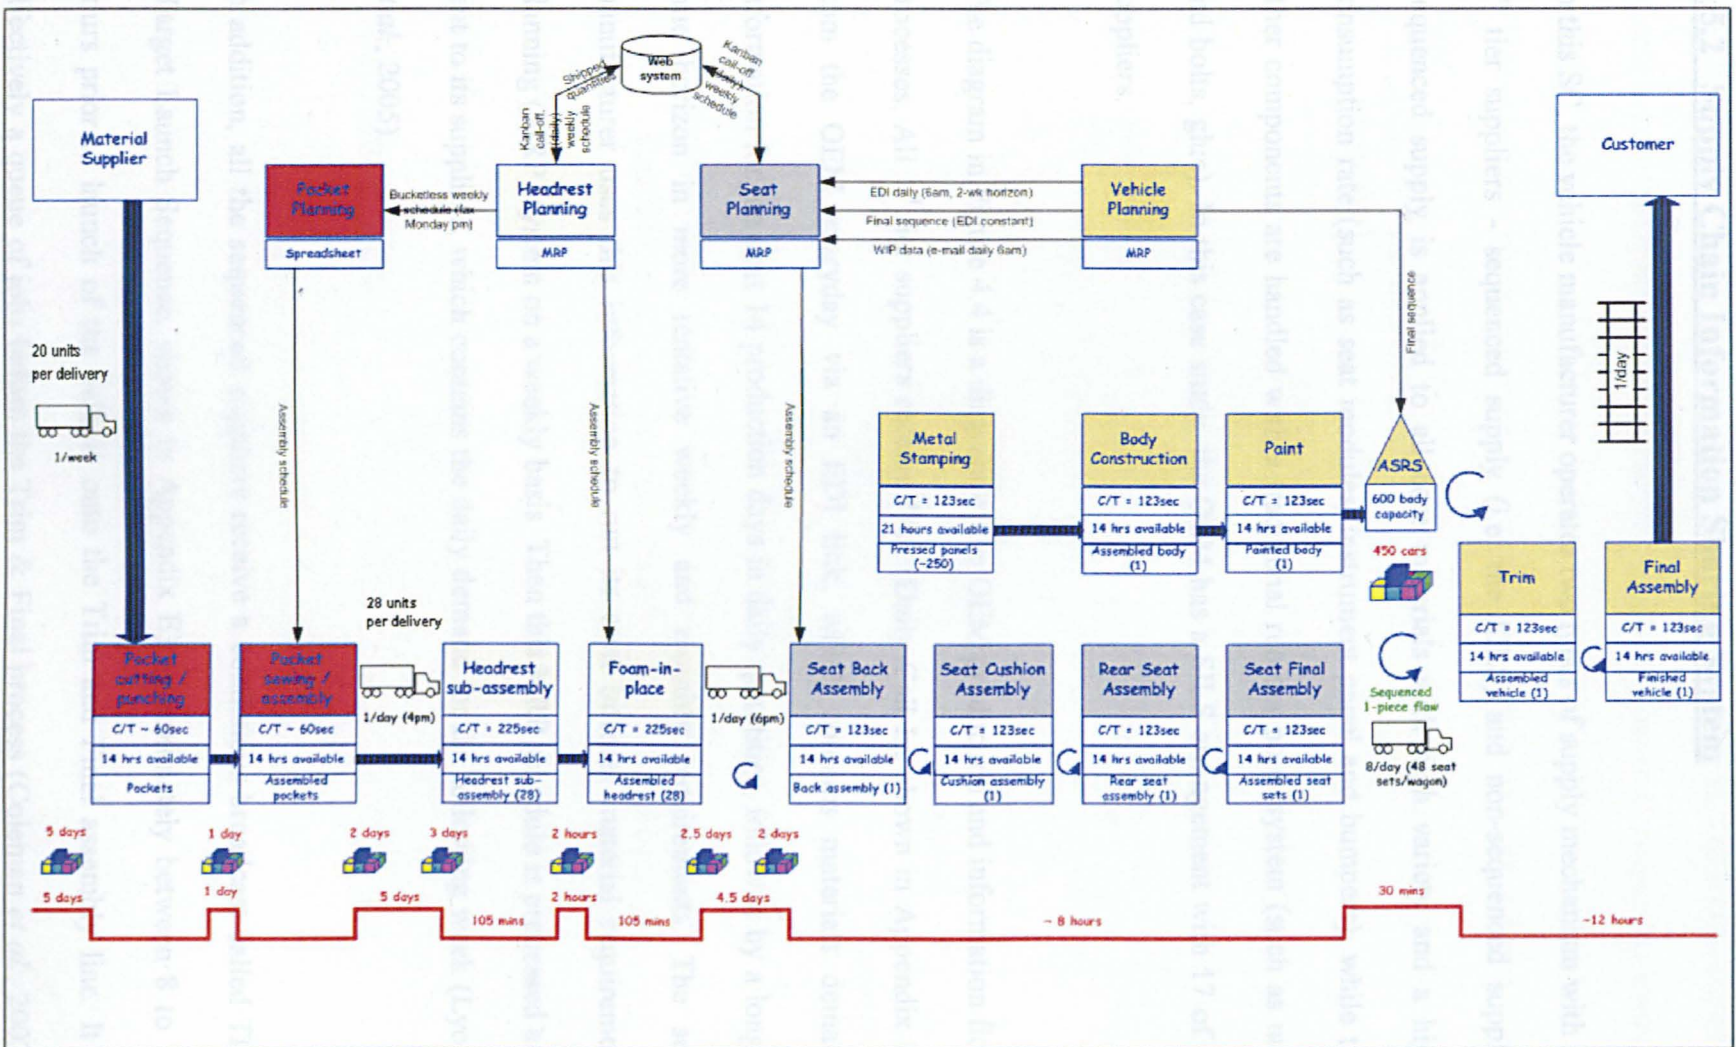 Web
system
Shipped
quantities
Kanban
call-off
(daily),
weekly
schedule
Kanban
call-off,
(daily)
weekly
schedule
Material
Supplier
Customer
Pocket
Planning
Spreadsheet
Bucketless weekly
schedule (fax
Monday pm)
Headrest
Planning
MRP
Seat
Planning
MRP
EDI daily (6am, 2-wk horizon)
Final sequence (EDI constant)
WIP data (e-mail daily 6am)
Vehicle
Planning
MRP
Final sequence
1/day
20 units
per delivery
1/week
Assembly schedule
Assembly schedule
Assembly schedule
Metal
Stamping
C/T = 123sec
21 hours available
Pressed panels
(~250)
Body
Construction
C/T = 123sec
14 hrs available
Assembled body
(1)
Paint
C/T = 123sec
14 hrs available
Painted body
(1)
ASRS
600 body
capacity
450 cars
Trim
C/T = 123sec
14 hrs available
Assembled
vehicle (1)
Final
Assembly
C/T = 123sec
14 hrs available
Finished
vehicle (1)
Pocket
cutting /
punching
C/T ~ 60sec
14 hrs available
Pockets
Pocket
sewing /
assembly
C/T ~ 60sec
14 hrs available
Assembled
pockets
28 units
per delivery
1/day (4pm)
Headrest
sub-assembly
C/T = 225sec
14 hrs available
Headrest sub-
assembly (28)
Foam-in-
place
C/T = 225sec
14 hrs available
Assembled
headrest (28)
1/day (6pm)
Seat Back
Assembly
C/T = 123sec
14 hrs available
Back assembly (1)
Seat Cushion
Assembly
C/T = 123sec
14 hrs available
Cushion assembly
(1)
Rear Seat
Assembly
C/T = 123sec
14 hrs available
Rear seat
assembly (1)
Seat Final
Assembly
C/T = 123sec
14 hrs available
Assembled seat
sets (1)
Sequenced
1-piece flow
8/day (48 seat
sets/wagon)
5 days
1 day
2 days
3 days
2 hours
2.5 days
2 days
5 days
1 day
5 days
105 mins
2 hours
105 mins
4.5 days
~ 8 hours
30 mins
~12 hours